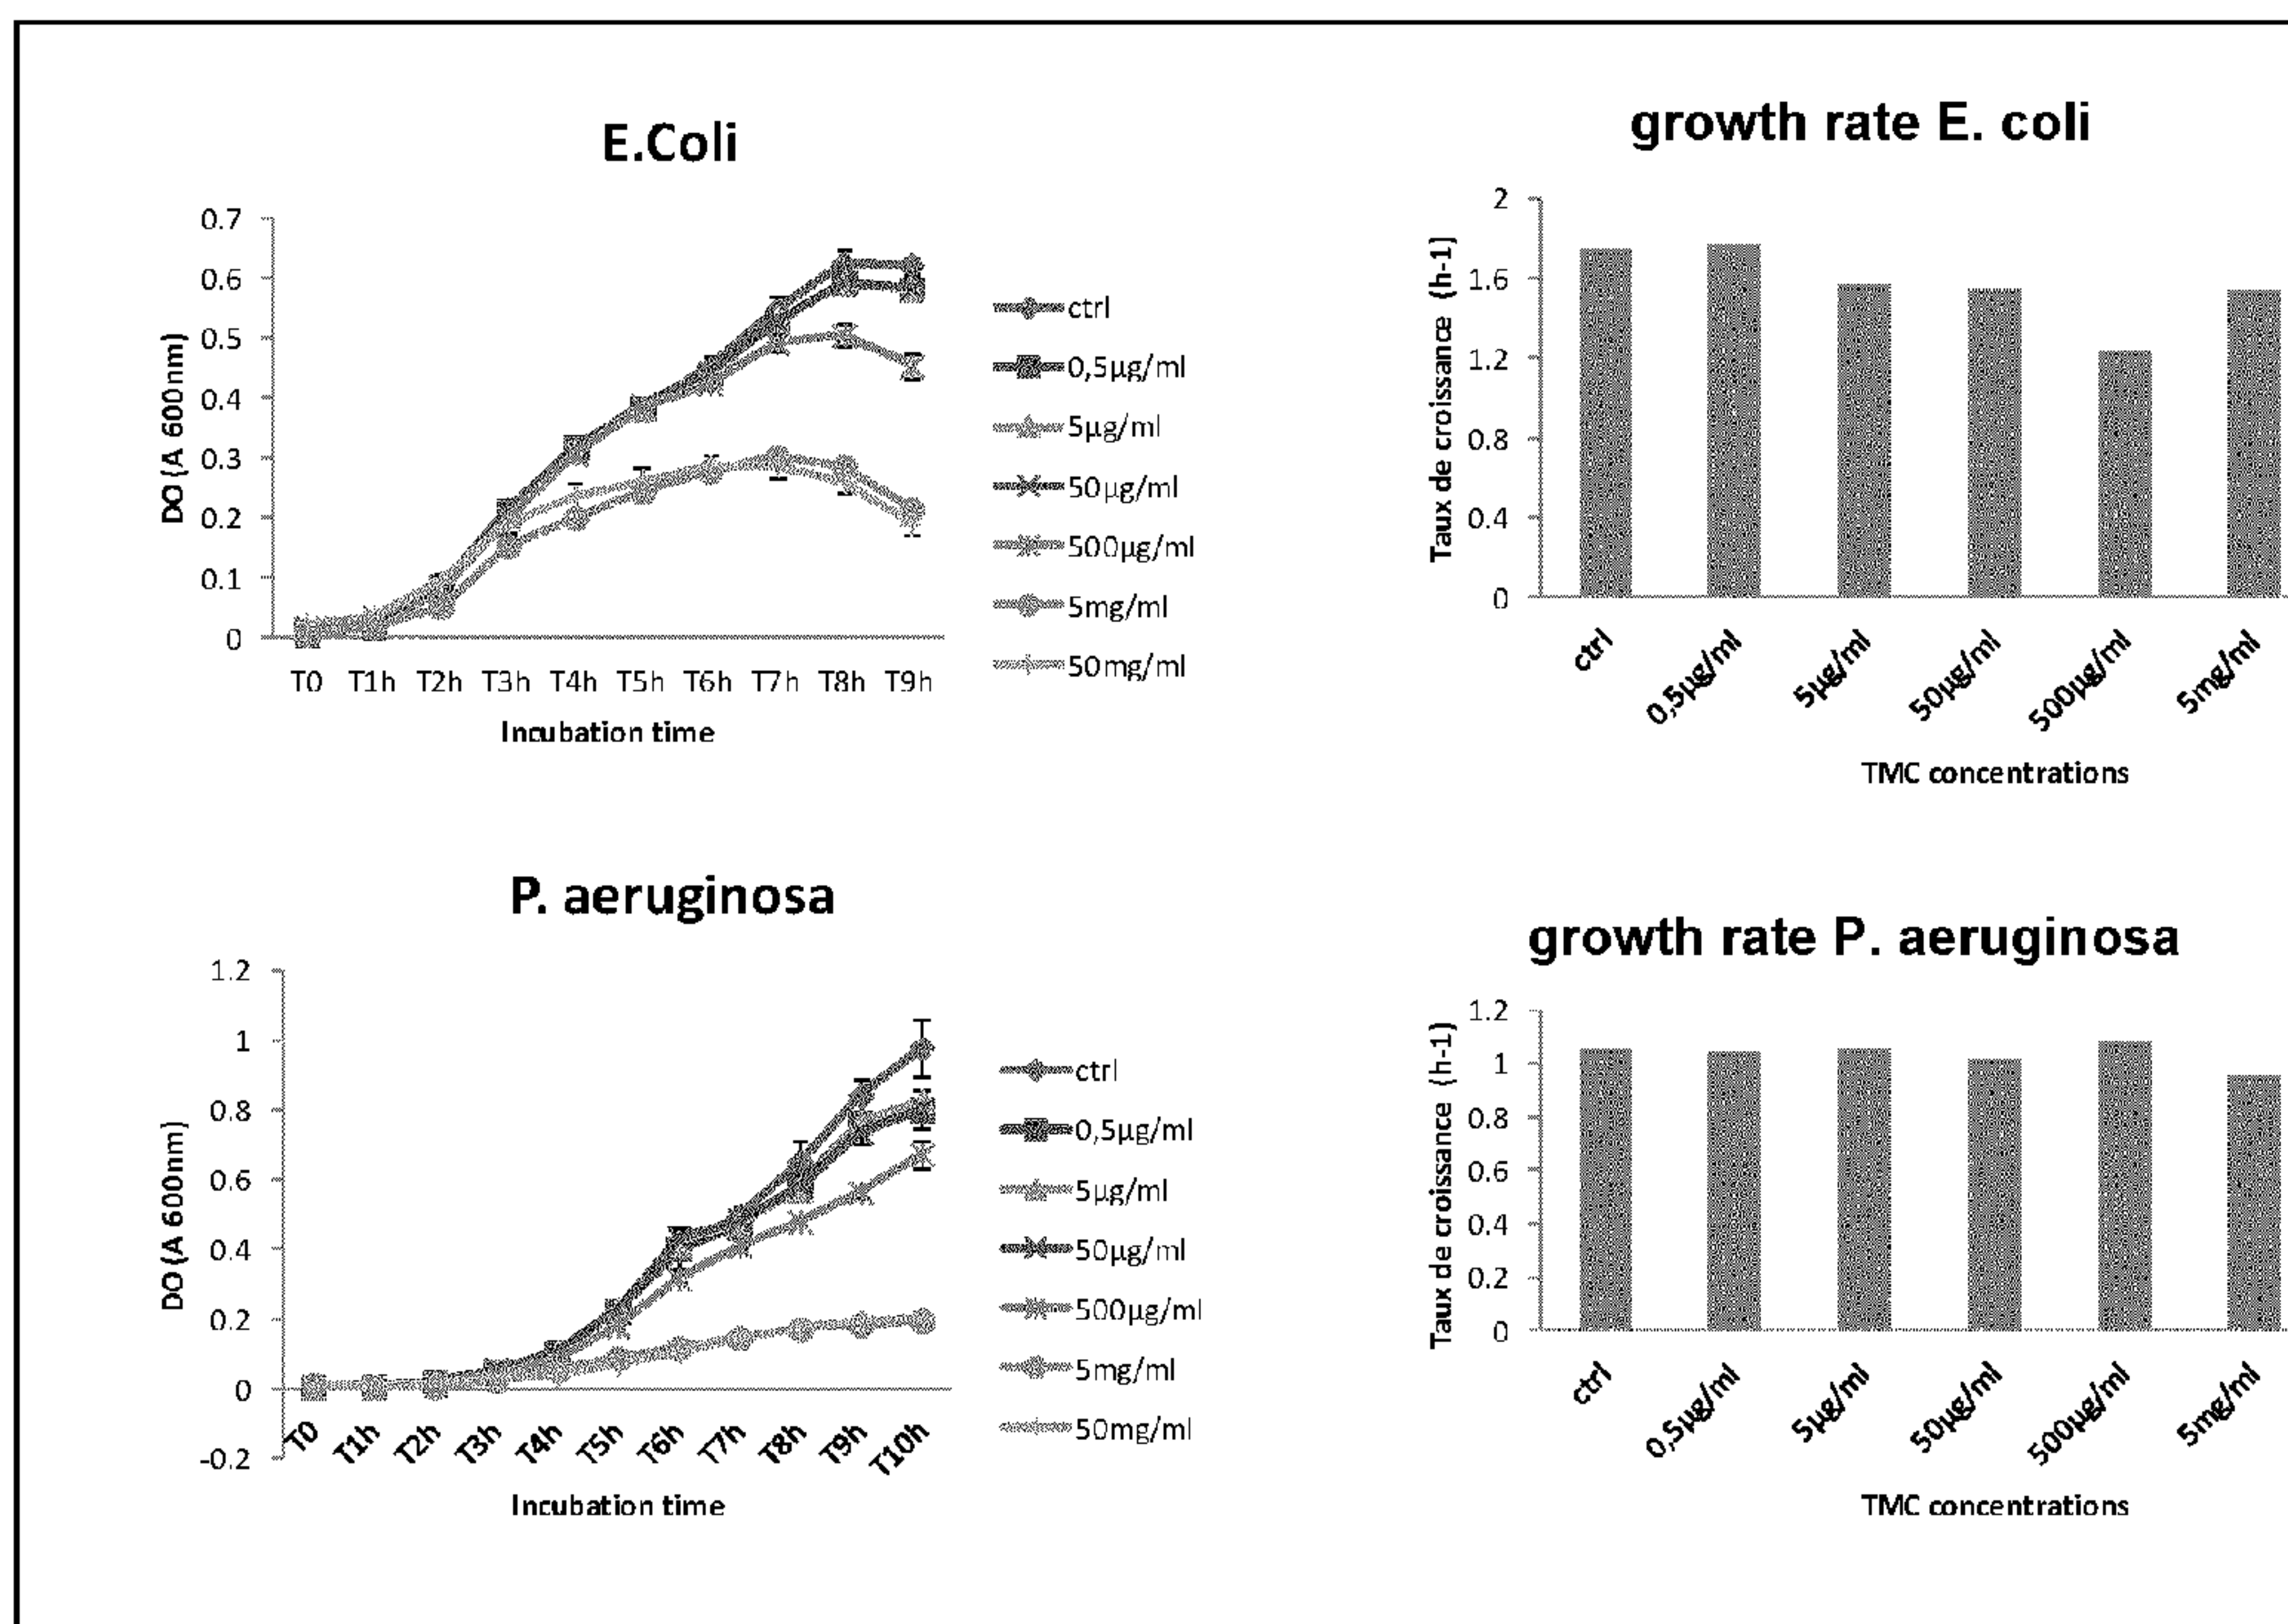 E.Coli
0.7
0.6
0.5
0.4
0.3
0.2
0.1
0
DO (A 600nm)
T0 T1h T2h T3h T4h T5h T6h T7h T8h T9h
Incubation time
ctrl
0,5µg/ml
5µg/ml
50µg/ml
500µg/ml
5mg/ml
50mg/ml
growth rate E. coli
2
1.6
1.2
0.8
0.4
0
Taux de croissance (h-1)
ctrl 0,5µg/ml 5µg/ml 50µg/ml 500µg/ml 5mg/ml
TMC concentrations
P. aeruginosa
1.2
1
0.8
0.6
0.4
0.2
0
-0.2
DO (A 600nm)
T0 T1h T2h T3h T4h T5h T6h T7h T8h T9h T10h
Incubation time
ctrl
0,5µg/ml
5µg/ml
50µg/ml
500µg/ml
5mg/ml
50mg/ml
growth rate P. aeruginosa
1.2
1
0.8
0.6
0.4
0.2
0
Taux de croissance (h-1)
ctrl 0,5µg/ml 5µg/ml 50µg/ml 500µg/ml 5mg/ml
TMC concentrations